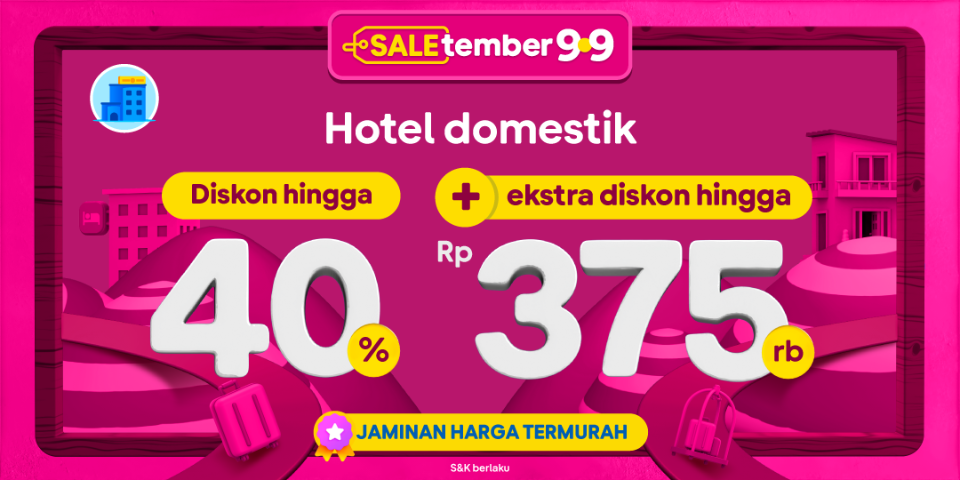 SALEtember 9.9
Hotel domestik
Diskon hingga
40%
+ ekstra diskon hingga
Rp 375 rb
JAMINAN HARGA TERMURAH
S&K berlaku